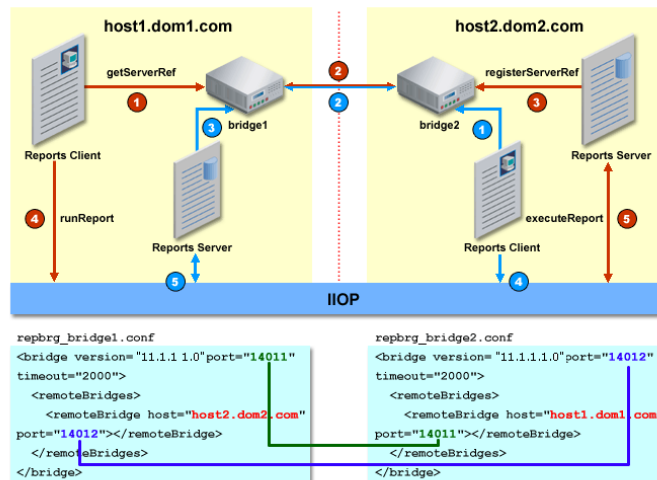 host1.dom1.com
host2.dom2.com
getServerRef
2
registerServerRef
1
2
3
3
bridge1
bridge2
1
Reports Client
Reports Server
4
runReport
executeReport
5
Reports Server
Reports Client
5
4
IIOP
repbrg_bridge1.conf
<bridge version= "11.1.1 1.0"port="14011"
timeout="2000">
<remoteBridges>
<remoteBridge host="host2.dom2.com"
port="14012"></remoteBridge>
</remoteBridges>
</bridge>
repbrg_bridge2.conf
<bridge version= "11.1.1.1.0"port="14012"
timeout="2000">
<remoteBridges>
<remoteBridge host="host1.dom1.com
port="14011"></remoteBridge>
</remoteBridges>
</bridge>